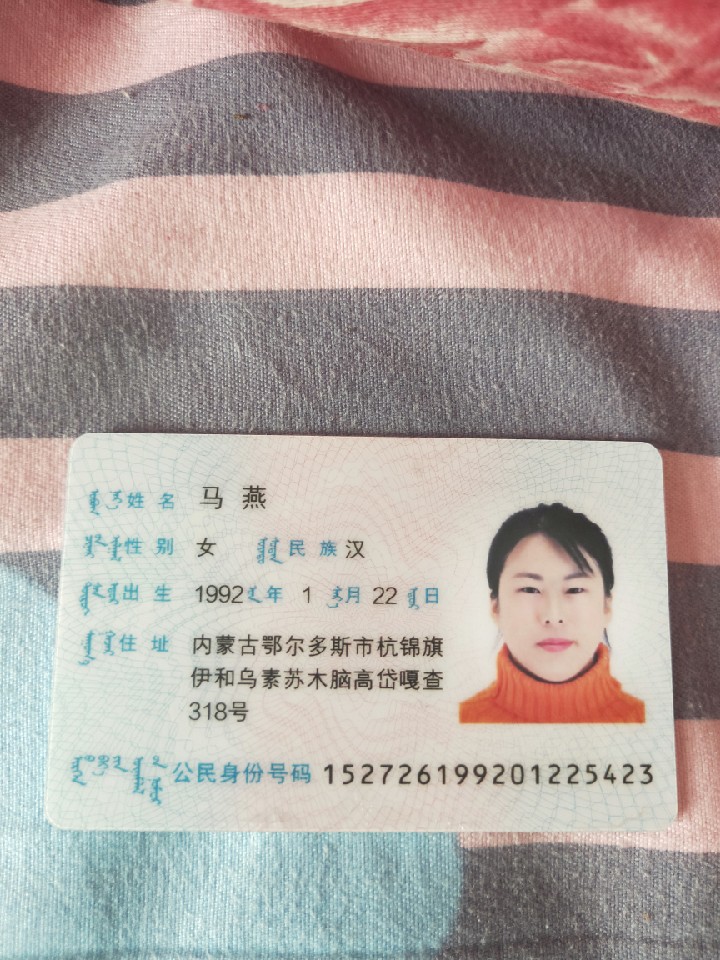 姓名 马燕
性别 女 民族 汉
出生 1992 年 1 月 22 日
住址 内蒙古鄂尔多斯市杭锦旗
伊和乌素苏木脑高岱嘎查
318号
公民身份号码 152726199201225423